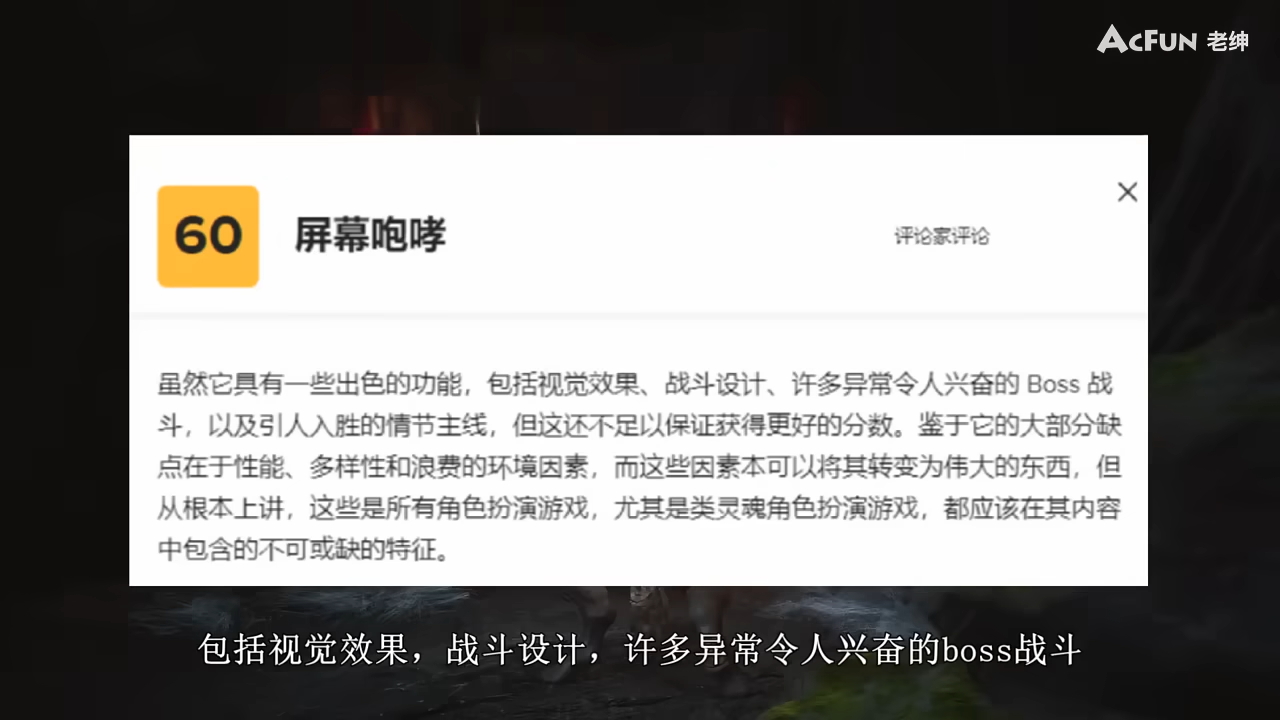 ACFUN 老绅
60
屏幕咆哮
评论家评论
虽然它具有一些出色的功能，包括视觉效果、战斗设计、许多异常令人兴奋的 Boss 战
斗，以及引人入胜的情节主线，但这还不足以保证获得更好的分数。鉴于它的大部分缺
点在于性能、多样性和浪费的环境因素，而这些因素本可以将其转变为伟大的东西，但
从根本上讲，这些是所有角色扮演游戏，尤其是类灵魂角色扮演游戏，都应该在其内容
中包含的不可或缺的特征。
包括视觉效果，战斗设计，许多异常令人兴奋的boss战斗